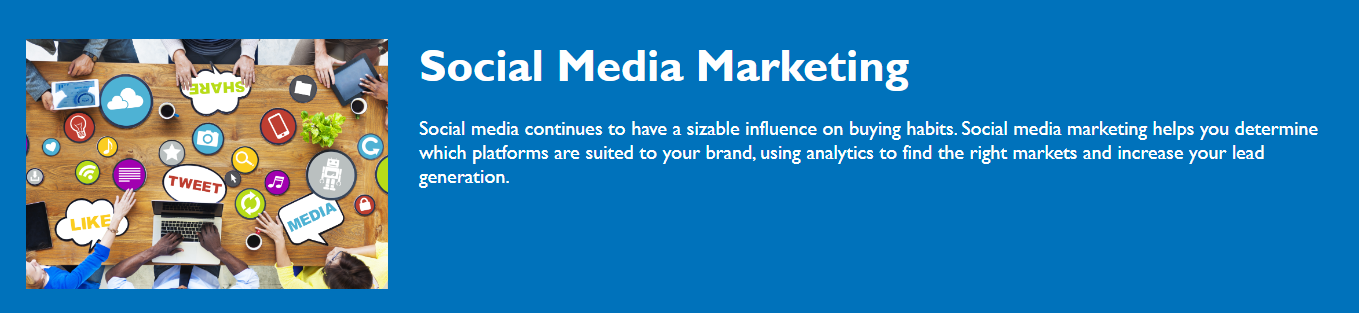 Social Media Marketing
Social media continues to have a sizable influence on buying habits. Social media marketing helps you determine
which platforms are suited to your brand, using analytics to find the right markets and increase your lead
generation.
SHARE
TWEET
LIKE
MEDIA